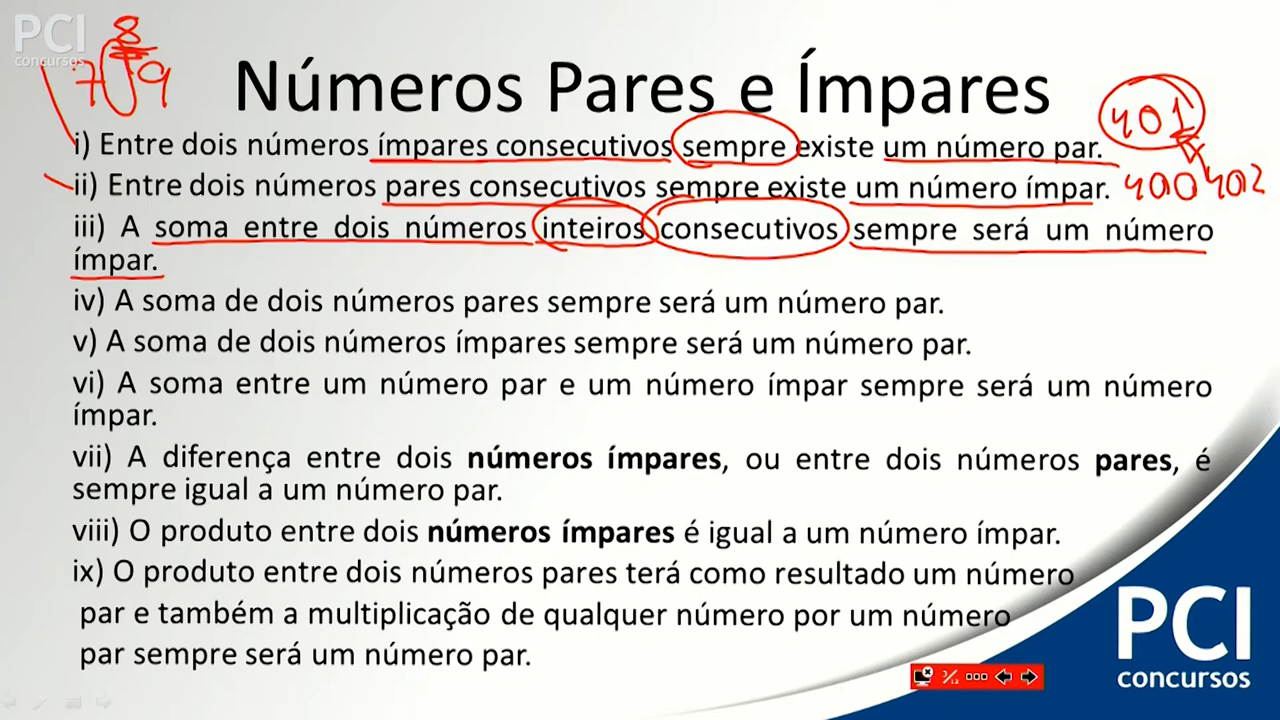 PCI
concursos
8
7 9
Números Pares e Ímpares
401
i) Entre dois números ímpares consecutivos sempre existe um número par.
ii) Entre dois números pares consecutivos sempre existe um número ímpar.
400 402
iii) A soma entre dois números inteiros consecutivos sempre será um número
ímpar.
iv) A soma de dois números pares sempre será um número par.
v) A soma de dois números ímpares sempre será um número par.
vi) A soma entre um número par e um número ímpar sempre será um número
ímpar.
vii) A diferença entre dois números ímpares, ou entre dois números pares, é
sempre igual a um número par.
viii) O produto entre dois números ímpares é igual a um número ímpar.
ix) O produto entre dois números pares terá como resultado um número
par e também a multiplicação de qualquer número por um número
par sempre será um número par.
PCI
concursos